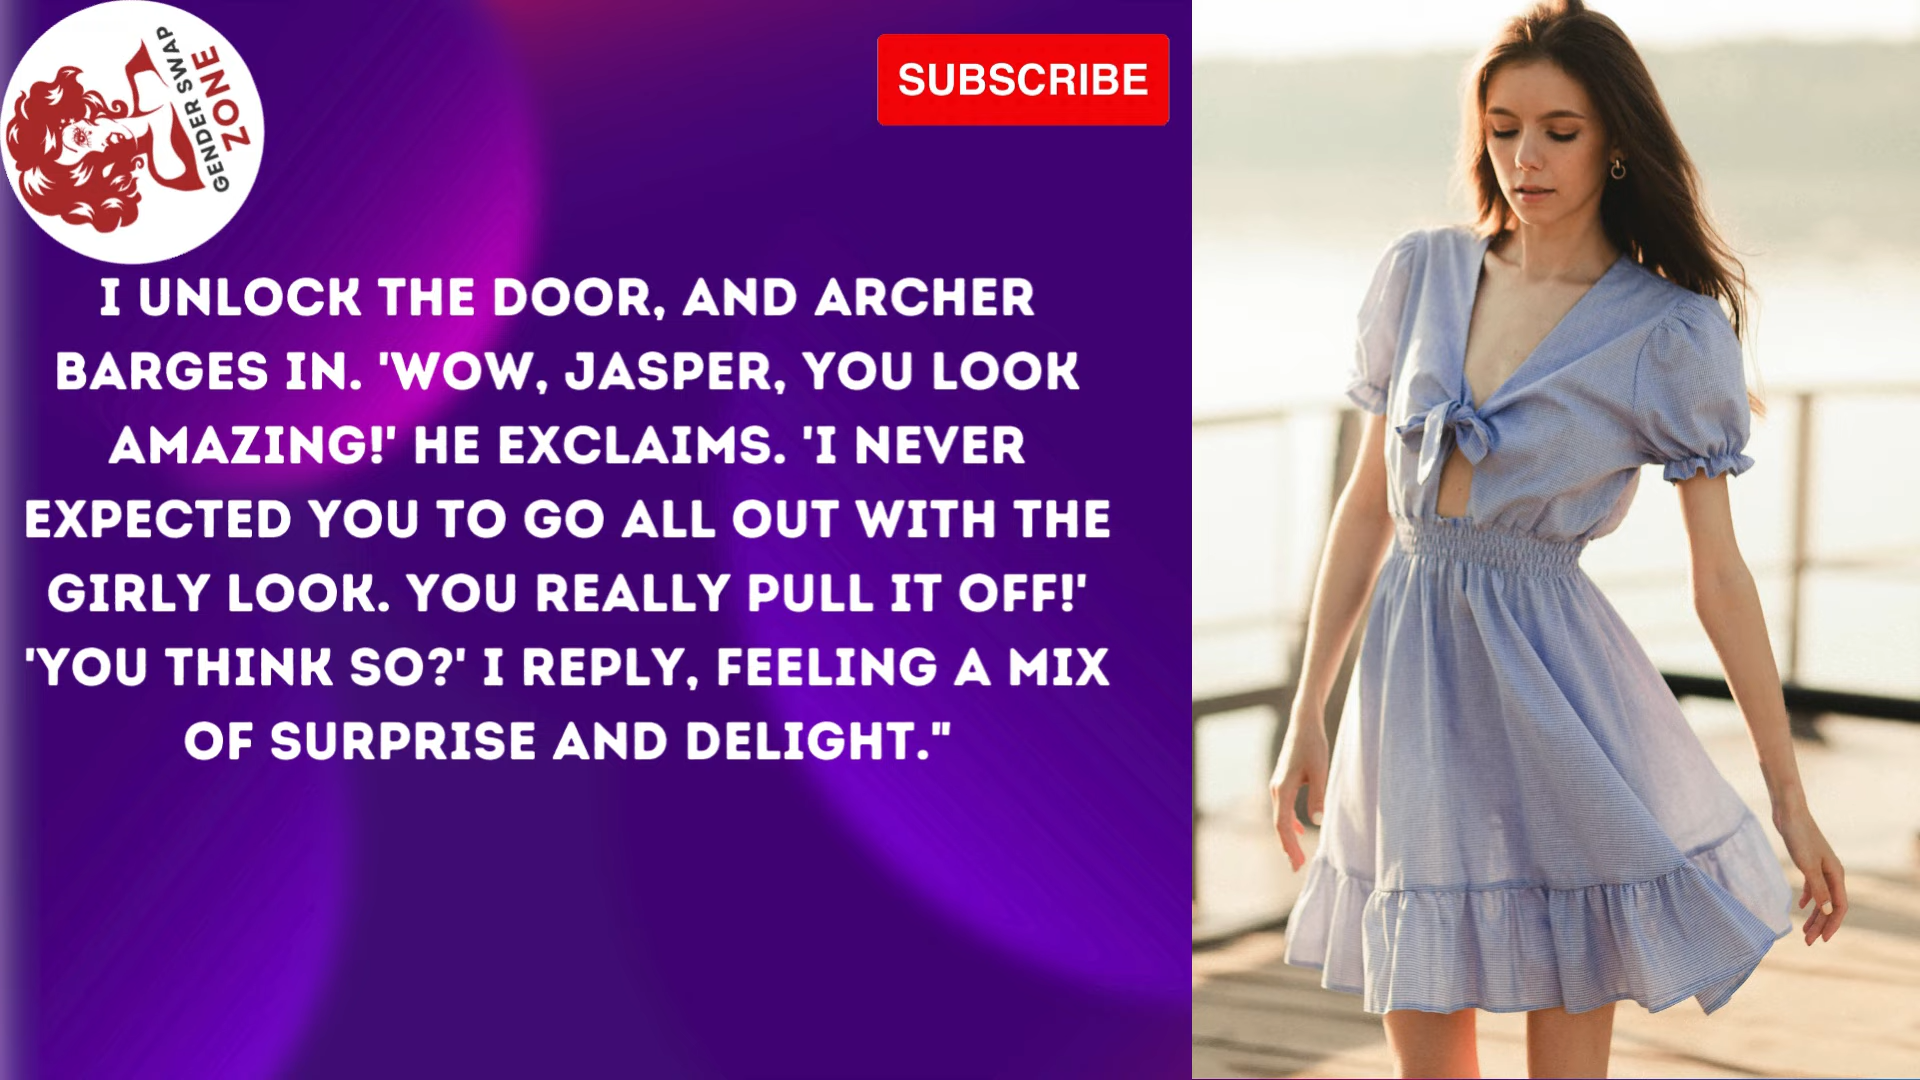 GENDER SWAP
ZONE
SUBSCRIBE
I UNLOCK THE DOOR, AND ARCHER
BARGES IN. 'WOW, JASPER, YOU LOOK
AMAZING!' HE EXCLAIMS. 'I NEVER
EXPECTED YOU TO GO ALL OUT WITH THE
GIRLY LOOK. YOU REALLY PULL IT OFF!'
'YOU THINK SO?' I REPLY, FEELING A MIX
OF SURPRISE AND DELIGHT."